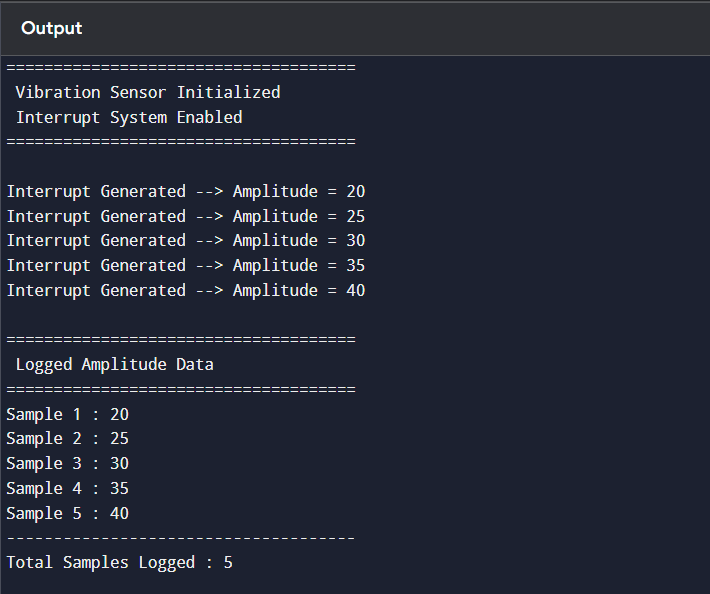 Output
=====================================
Vibration Sensor Initialized
Interrupt System Enabled
=====================================
Interrupt Generated --> Amplitude = 20
Interrupt Generated --> Amplitude = 25
Interrupt Generated --> Amplitude = 30
Interrupt Generated --> Amplitude = 35
Interrupt Generated --> Amplitude = 40
=====================================
Logged Amplitude Data
=====================================
Sample 1 : 20
Sample 2 : 25
Sample 3 : 30
Sample 4 : 35
Sample 5 : 40
-------------------------------------
Total Samples Logged : 5